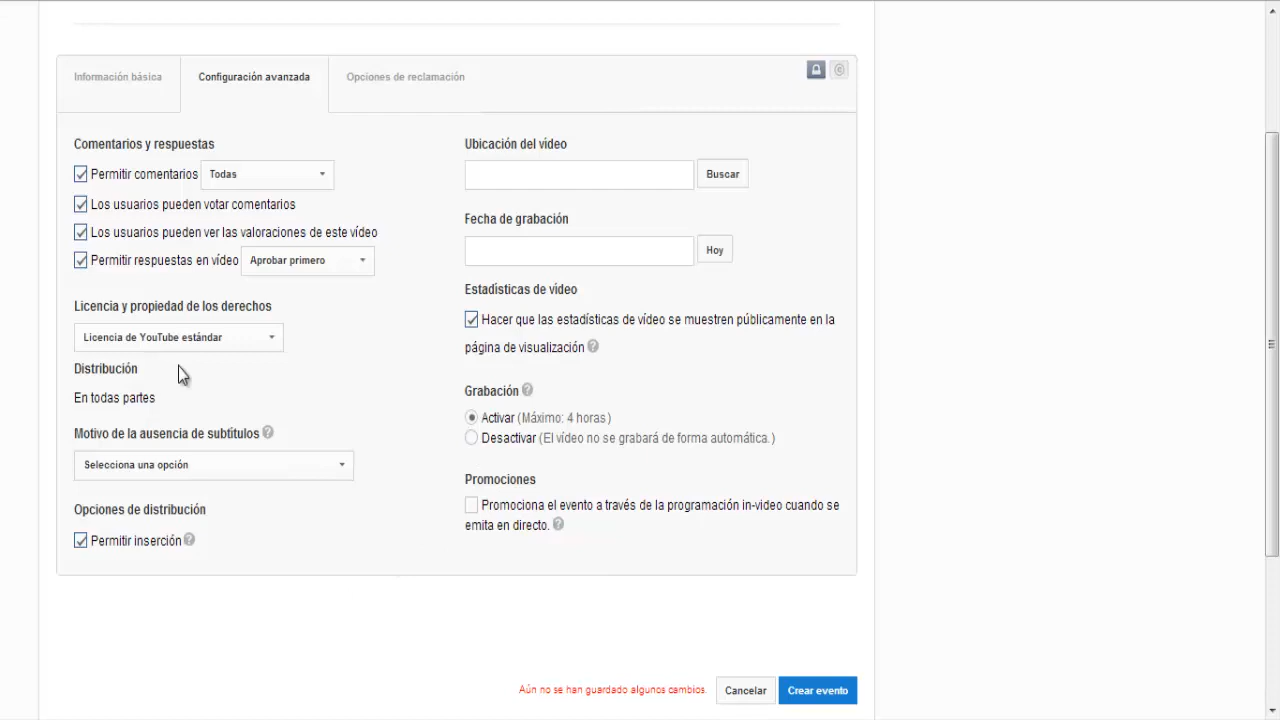 Información básica
Configuración avanzada
Opciones de reclamación
Comentarios y respuestas
Permitir comentarios Todas
Los usuarios pueden votar comentarios
Los usuarios pueden ver las valoraciones de este vídeo
Permitir respuestas en vídeo Aprobar primero
Licencia y propiedad de los derechos
Licencia de YouTube estándar
Distribución
En todas partes
Motivo de la ausencia de subtítulos ?
Selecciona una opción
Opciones de distribución
Permitir inserción ?
Ubicación del vídeo
Buscar
Fecha de grabación
Hoy
Estadísticas de vídeo
Hacer que las estadísticas de vídeo se muestren públicamente en la
página de visualización ?
Grabación ?
Activar (Máximo: 4 horas)
Desactivar (El vídeo no se grabará de forma automática.)
Promociones
Promociona el evento a través de la programación in-video cuando se
emita en directo. ?
Aún no se han guardado algunos cambios.
Cancelar
Crear evento